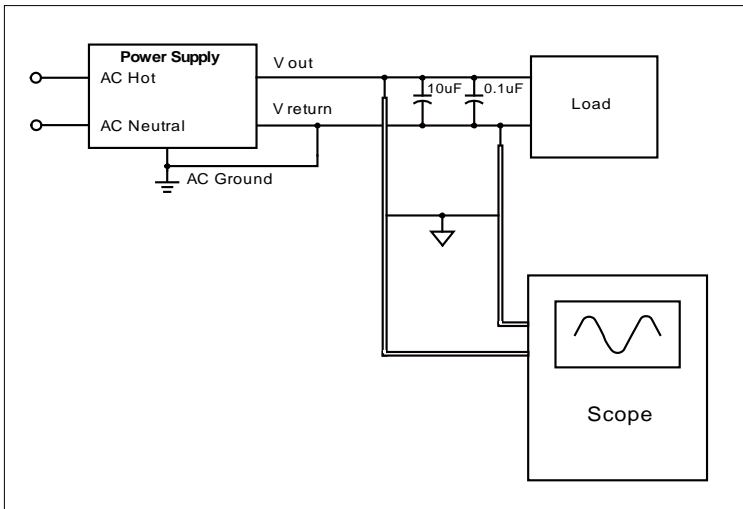 Power Supply
V out
AC Hot
10uF
0.1uF
Load
V return
AC Neutral
AC Ground
Scope